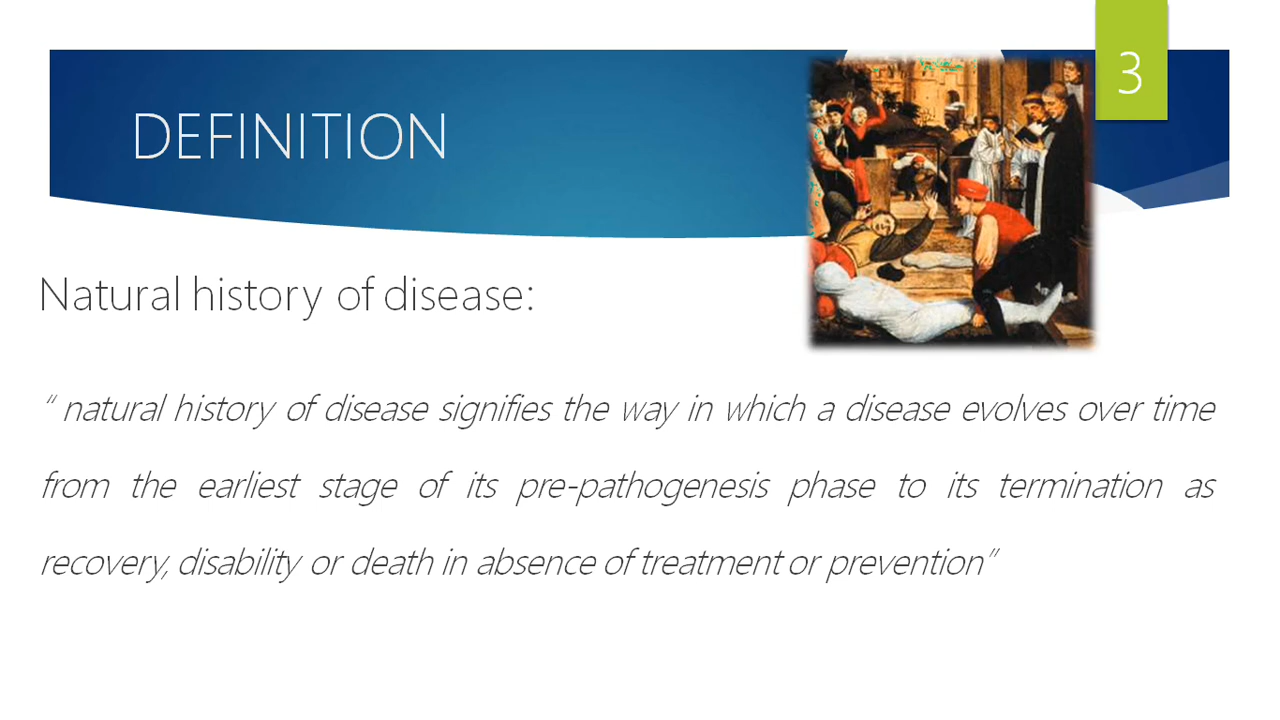 3
DEFINITION
Natural history of disease:
“ natural history of disease signifies the way in which a disease evolves over time
from the earliest stage of its pre-pathogenesis phase to its termination as
recovery, disability or death in absence of treatment or prevention”